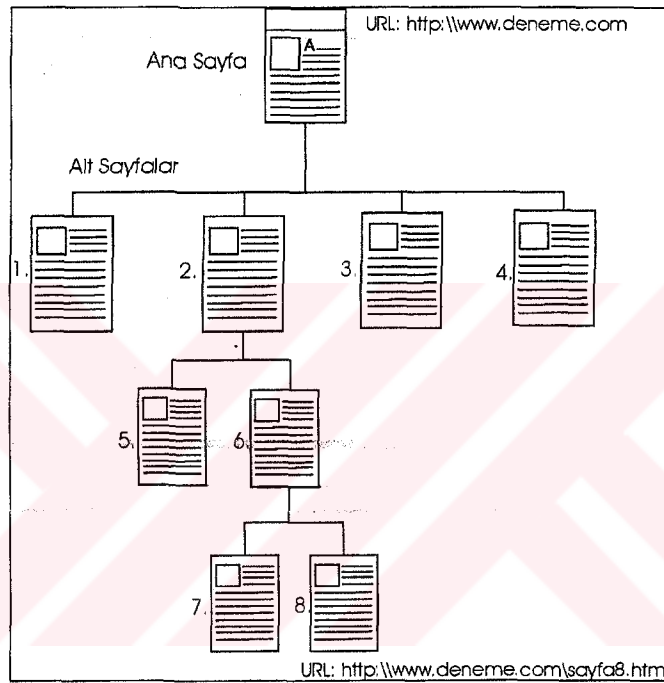 URL: http:\\www.deneme.com
A
Ana Sayfa
Alt Sayfalar
1.
2.
3.
4.
5.
6.
7.
8.
URL: http:\\www.deneme.com\sayfa8.htm